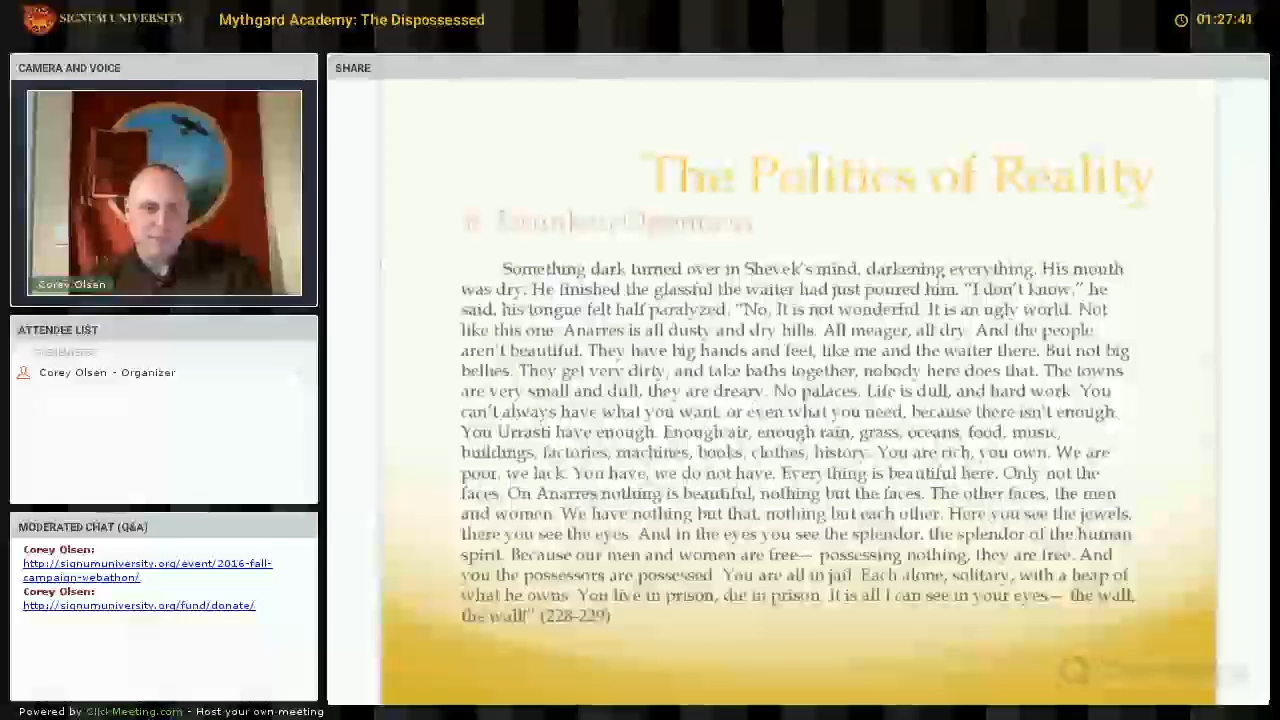 SIGNUM UNIVERSITY
Mythgard Academy: The Dispossessed
01:27:41
CAMERA AND VOICE
Corey Olsen
ATTENDEE LIST
Corey Olsen - Organizer
MODERATED CHAT (Q&A)
Corey Olsen:
http://signumuniversity.org/event/2016-fall-
campaign-webathon/
Corey Olsen:
http://signumuniversity.org/fund/donate/
SHARE
The Politics of Reality
Something dark turned over in Shevek's mind, darkening everything. His mouth
was dry. He finished the glassful the waiter had just poured him. "I don't know," he
said, his tongue felt half paralyzed. "No. It is not wonderful. It is an ugly world. Not
like this one. Anarres is all dusty and dry hills. All meager, all dry. And the people
aren't beautiful. They have big hands and feet, like me and the waiter there. But not big
bellies. They get very dirty, and take baths together, nobody here does that. The towns
are very small and dull, they are dreary. No palaces. Life is dull, and hard work. You
can't always have what you want, or even what you need, because there isn't enough.
You Urrasti have enough. Enough air, enough rain, grass, oceans, food, music,
buildings, factories, machines, books, clothes, history. You are rich, you own. We are
poor, we lack. You have, we do not have. Everything is beautiful here. Only not the
faces. On Anarres nothing is beautiful, nothing but the faces. The other faces, the men
and women. We have nothing but that, nothing but each other. Here you see the jewels,
there you see the eyes. And in the eyes you see the splendor, the splendor of the human
spirit. Because our men and women are free— possessing nothing, they are free. And
you the possessors are possessed. You are all in jail. Each alone, solitary, with a heap of
what he owns. You live in prison, die in prison. It is all I can see in your eyes— the wall,
the wall!" (228-229)
Powered by ClickMeeting.com - Host your own meeting